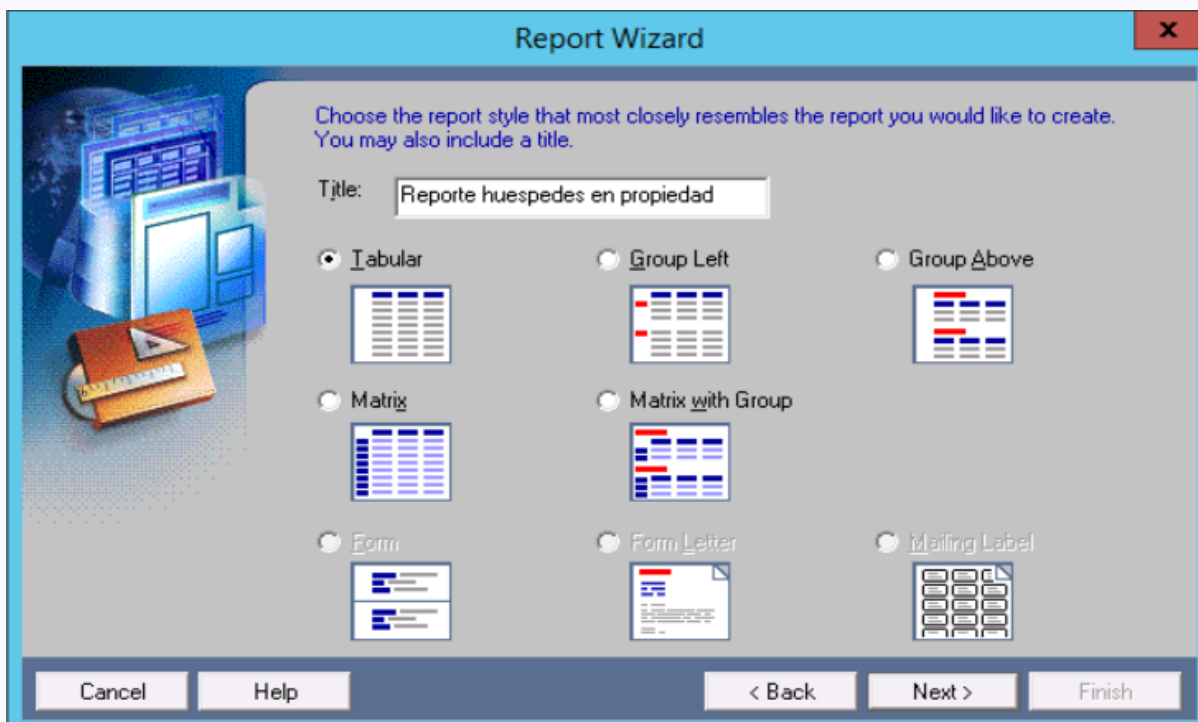 Report Wizard
x
Choose the report style that most closely resembles the report you would like to create.
You may also include a title.
Title: Reporte huespedes en propiedad
Tabular Group Left Group Above
Matrix Matrix with Group
Form Form Letter Mailing Label
Cancel Help < Back Next > Finish